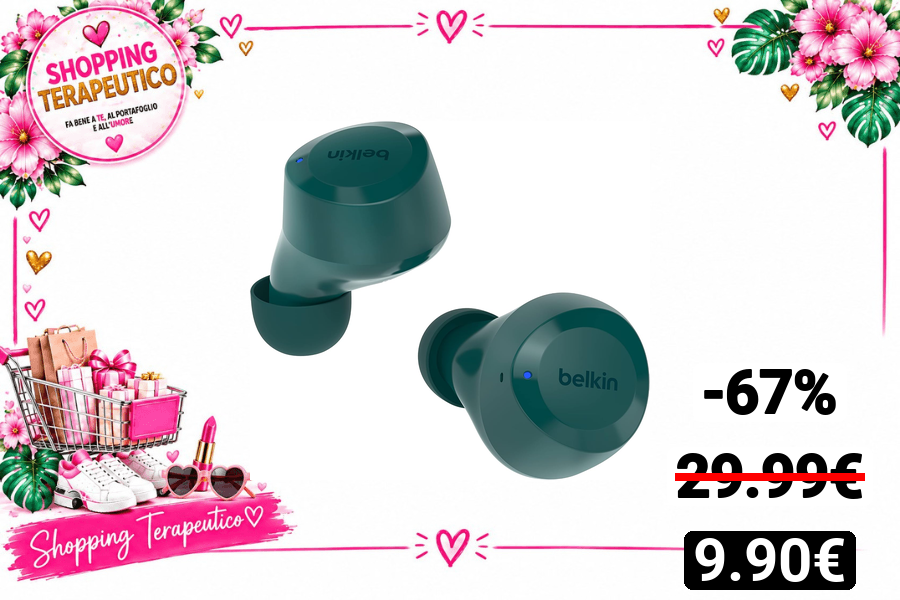 SHOPPING
TERAPEUTICO
FA BENE A TE, AL PORTAFOGLIO
E ALL'UMORE
belkin
belkin
-67%
29.99€
9.90€
Shopping Terapeutico